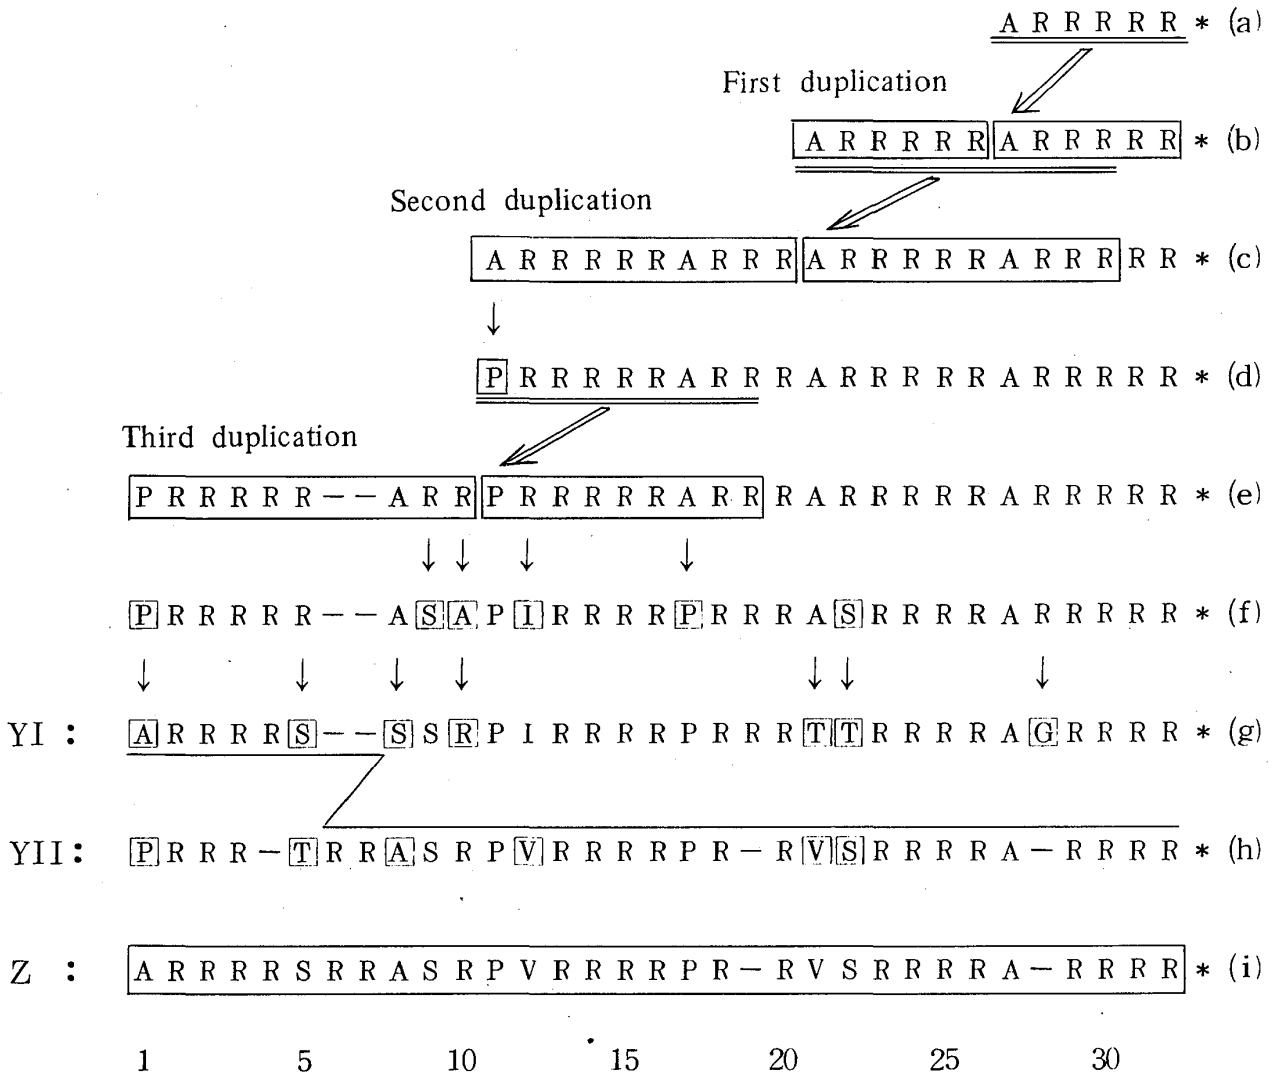 A R R R R R * (a)
First duplication
A R R R R R A R R R R R * (b)
Second duplication
A R R R R R A R R R A R R R R R A R R R R R * (c)
P R R R R R A R R R A R R R R R A R R R R R * (d)
Third duplication
P R R R R R — — A R R P R R R R R A R R R A R R R R R A R R R R R * (e)
P R R R R R — — A S A P I R R R R P R R R A S R R R R A R R R R R * (f)
YI : A R R R R S — — S S R P I R R R R P R R R T T R R R R A G R R R R * (g)
YII : P R R R — T R R A S R P V R R R R P R — R V S R R R R A — R R R R * (h)
Z : A R R R R S R R A S R P V R R R R P R — R V S R R R R A — R R R R * (i)
1 5 10 15 20 25 30